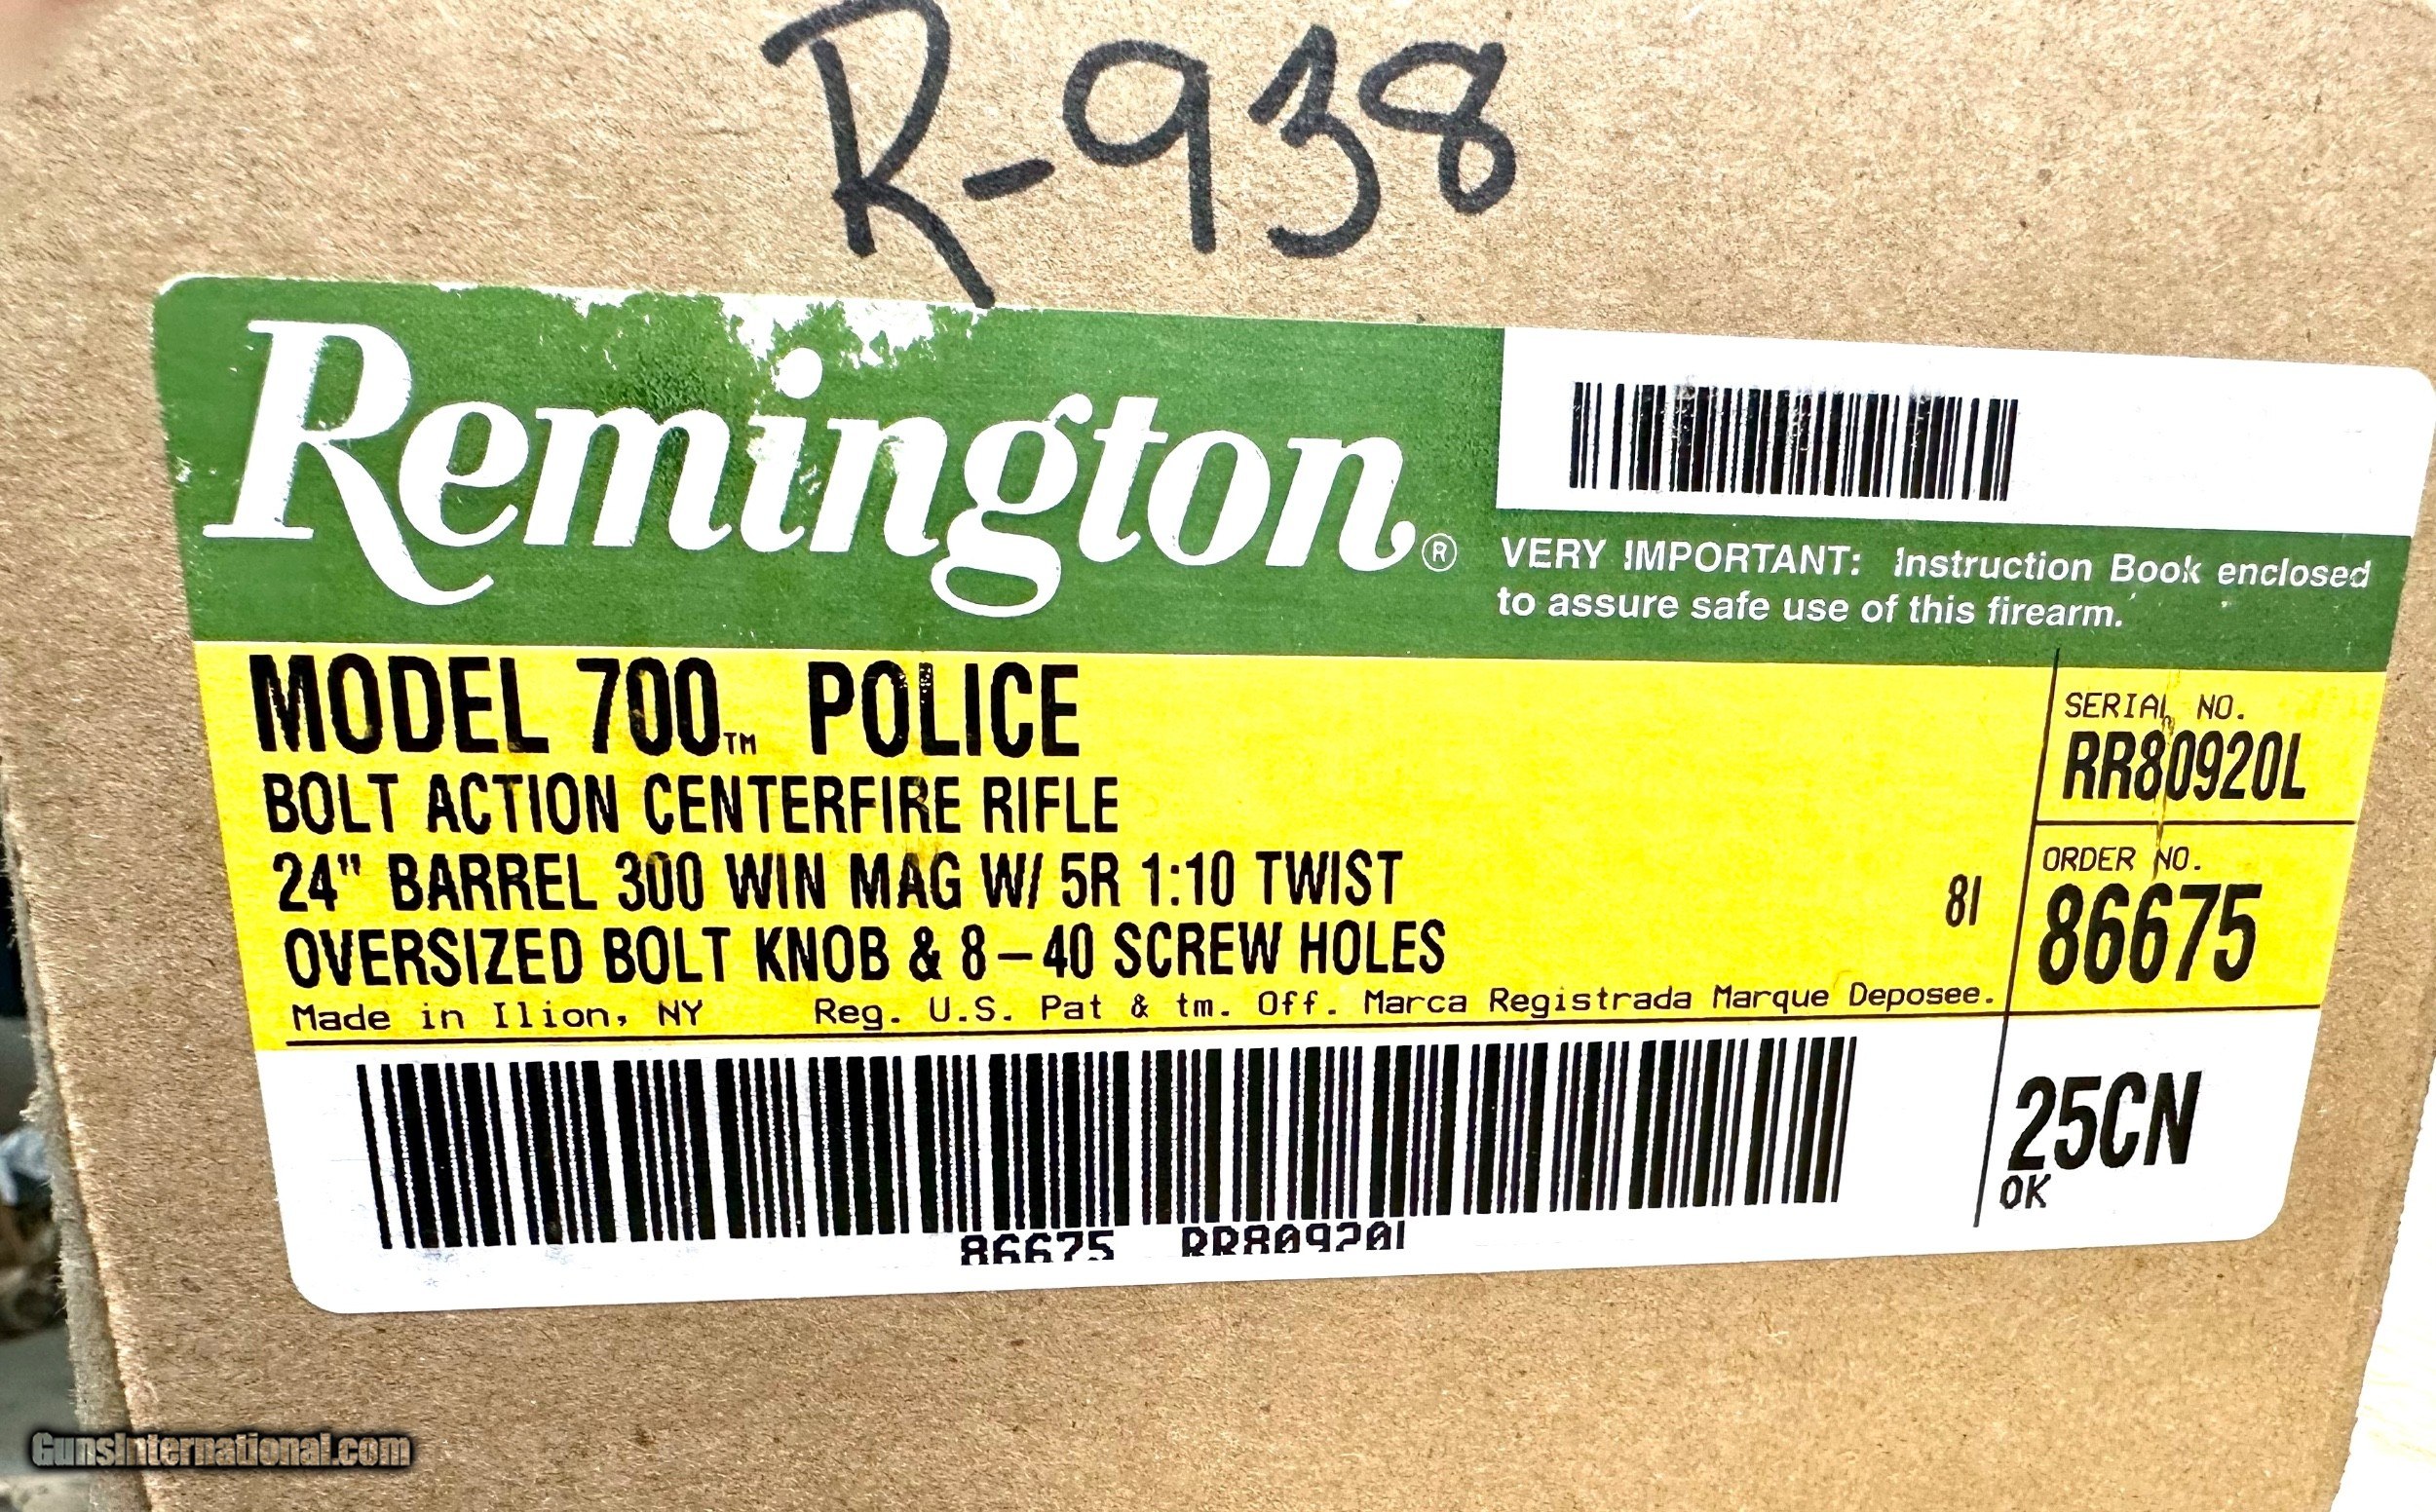 R-938
Remington®
VERY IMPORTANT: Instruction Book enclosed
to assure safe use of this firearm.
MODEL 700™ POLICE
BOLT ACTION CENTERFIRE RIFLE
24" BARREL 300 WIN MAG W/ 5R 1:10 TWIST
OVERSIZED BOLT KNOB & 8-40 SCREW HOLES
81
Made in Ilion, NY Reg. U.S. Pat & tm. Off. Marca Registrada Marque Deposee.
SERIAL NO.
RR80920L
ORDER NO.
86675
25CN
OK
86675 RR80920L
GunsInternational.com